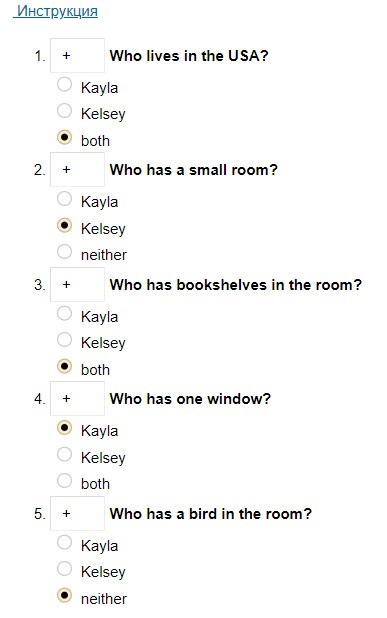 Инструкция
1. + Who lives in the USA?
Kayla
Kelsey
both
2. + Who has a small room?
Kayla
Kelsey
neither
3. + Who has bookshelves in the room?
Kayla
Kelsey
both
4. + Who has one window?
Kayla
Kelsey
both
5. + Who has a bird in the room?
Kayla
Kelsey
neither